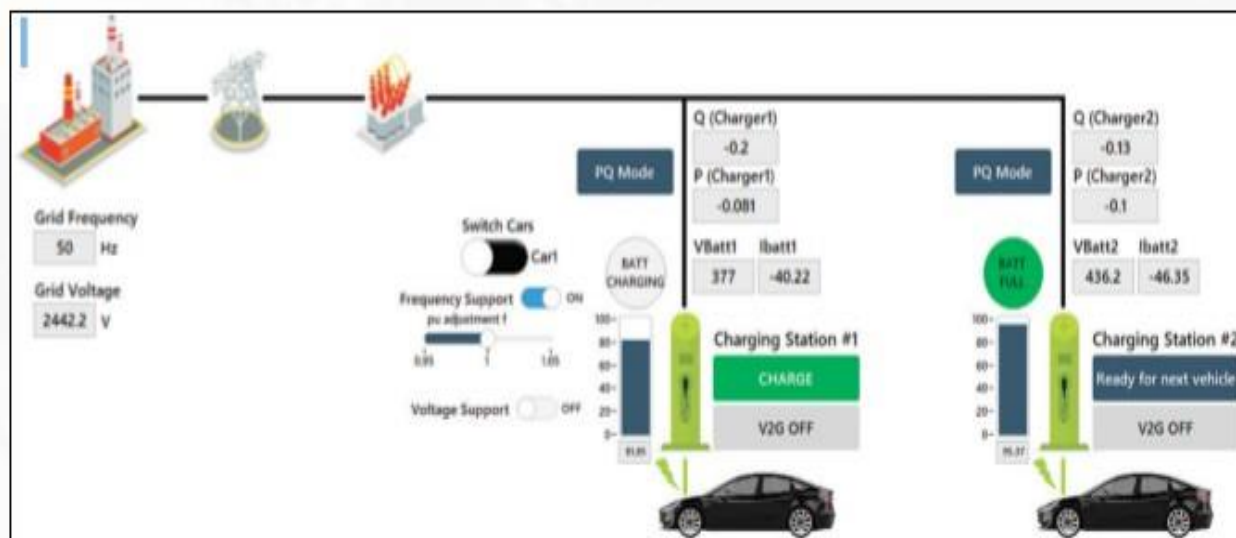 Grid Frequency
50 Hz
Grid Voltage
2442.2 V
Switch Cars
Car1
Frequency Support ON
pu adjustment f
0.95 1 1.05
Voltage Support OFF
PQ Mode
Q (Charger1)
-0.2
P (Charger1)
-0.081
VBatt1 Ibatt1
377 -40.22
BATT
CHARGING
100
80
60
40
20
0
Charging Station #1
CHARGE
V2G OFF
PQ Mode
Q (Charger2)
-0.13
P (Charger2)
-0.1
VBatt2 Ibatt2
436.2 -46.35
BATT
FULL
100
80
60
40
20
0
95.37
Charging Station #2
Ready for next vehicle
V2G OFF